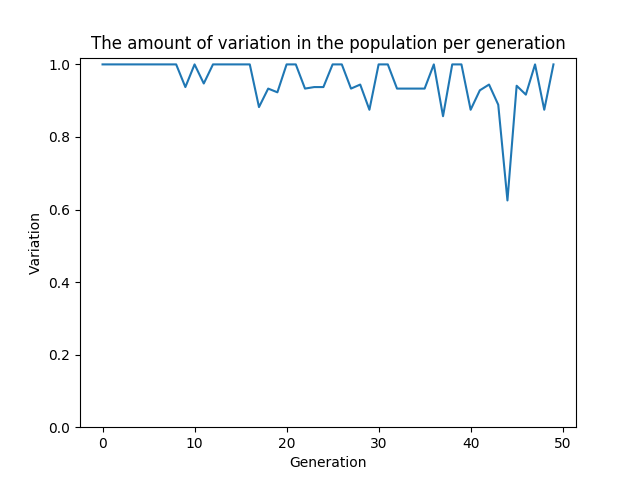 The amount of variation in the population per generation
1.0
0.8
0.6
0.4
0.2
0.0
Variation
0 10 20 30 40 50
Generation